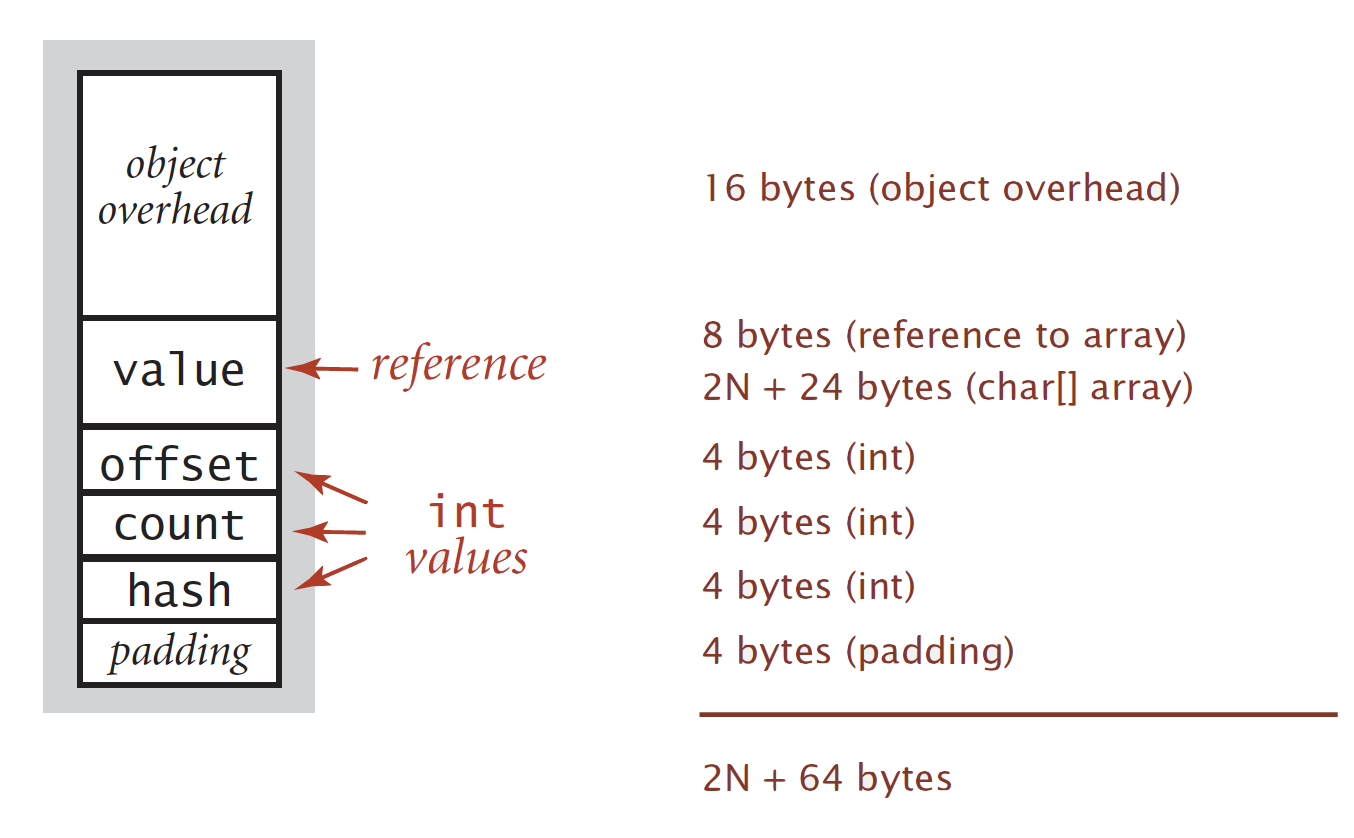 object
overhead
16 bytes (object overhead)
value
reference
8 bytes (reference to array)
2N + 24 bytes (char[] array)
offset
4 bytes (int)
count
int
values
4 bytes (int)
hash
4 bytes (int)
padding
4 bytes (padding)
2N + 64 bytes